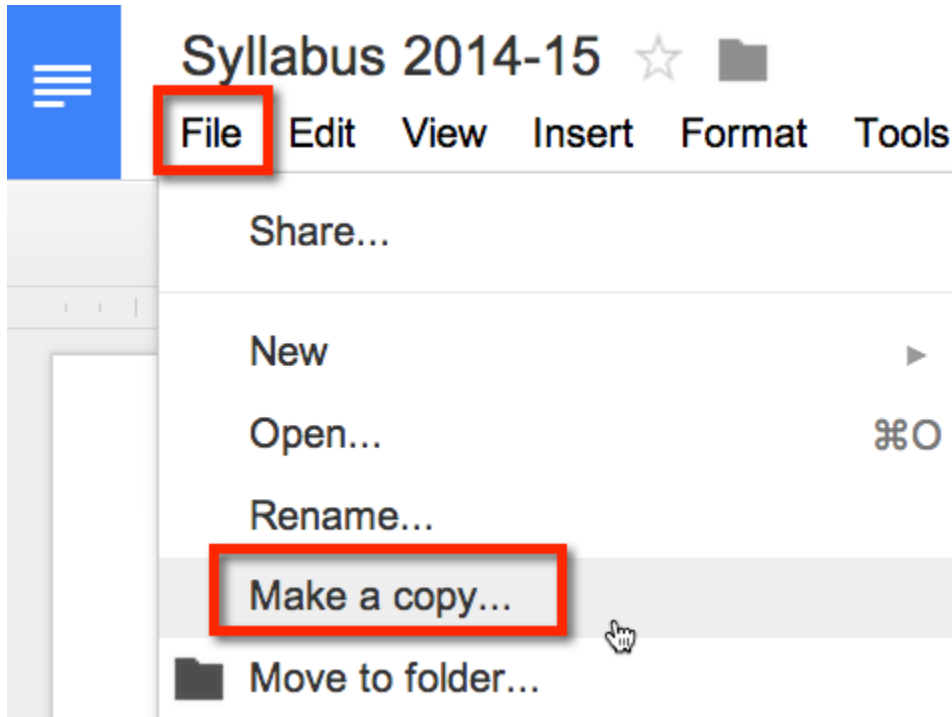 Syllabus 2014-15
File Edit View Insert Format Tools
Share...
New
Open... ⌘O
Rename...
Make a copy...
Move to folder...